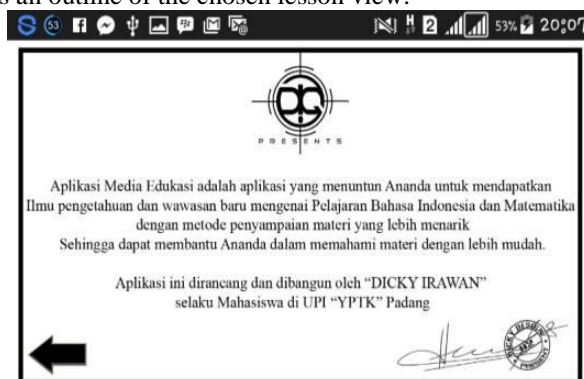 s an outline of the chosen lesson view.
53 H 2 53% 20:07
PRESENTS
Aplikasi Media Edukasi adalah aplikasi yang menuntun Ananda untuk mendapatkan
Ilmu pengetahuan dan wawasan baru mengenai Pelajaran Bahasa Indonesia dan Matematika
dengan metode penyampaian materi yang lebih menarik
Sehingga dapat membantu Ananda dalam memahami materi dengan lebih mudah.
Aplikasi ini dirancang dan dibangun oleh “DICKY IRAWAN”
selaku Mahasiswa di UPI “YPTK” Padang